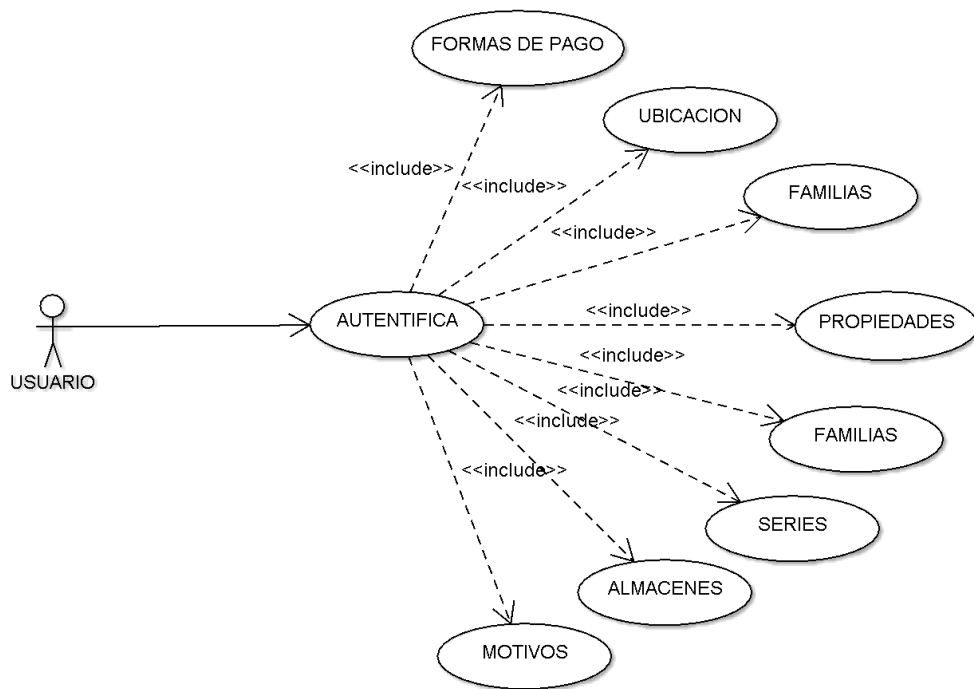 FORMAS DE PAGO
UBICACION
<<include>>
<<include>>
FAMILIAS
<<include>>
AUTENTIFICA
<<include>>
PROPIEDADES
<<include>>
USUARIO
<<include>>
<<include>>
FAMILIAS
<<include>>
SERIES
ALMACENES
MOTIVOS